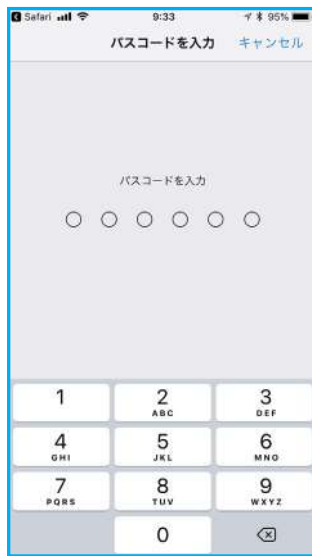 Safari 9:33 95%
パスコードを入力 キャンセル
パスコードを入力
1 2 3
ABC DEF
4 5 6
GHI JKL MNO
7 8 9
PQRS TUV WXYZ
0